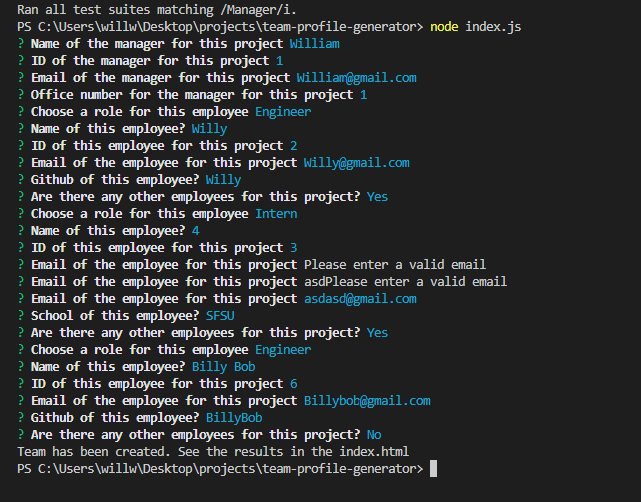 Ran all test suites matching /Manager/i.
PS C:\Users\willw\Desktop\projects\team-profile-generator> node index.js
? Name of the manager for this project William
? ID of the manager for this project 1
? Email of the manager for this project William@gmail.com
? Office number for the manager for this project 1
? Choose a role for this employee Engineer
? Name of this employee? Willy
? ID of this employee for this project 2
? Email of the employee for this project Willy@gmail.com
? Github of this employee? Willy
? Are there any other employees for this project? Yes
? Choose a role for this employee Intern
? Name of this employee? 4
? ID of this employee for this project 3
? Email of the employee for this project Please enter a valid email
? Email of the employee for this project asdPlease enter a valid email
? Email of the employee for this project asdasd@gmail.com
? School of this employee? SFSU
? Are there any other employees for this project? Yes
? Choose a role for this employee Engineer
? Name of this employee? Billy Bob
? ID of this employee for this project 6
? Email of the employee for this project Billybob@gmail.com
? Github of this employee? BillyBob
? Are there any other employees for this project? No
Team has been created. See the results in the index.html
PS C:\Users\willw\Desktop\projects\team-profile-generator>